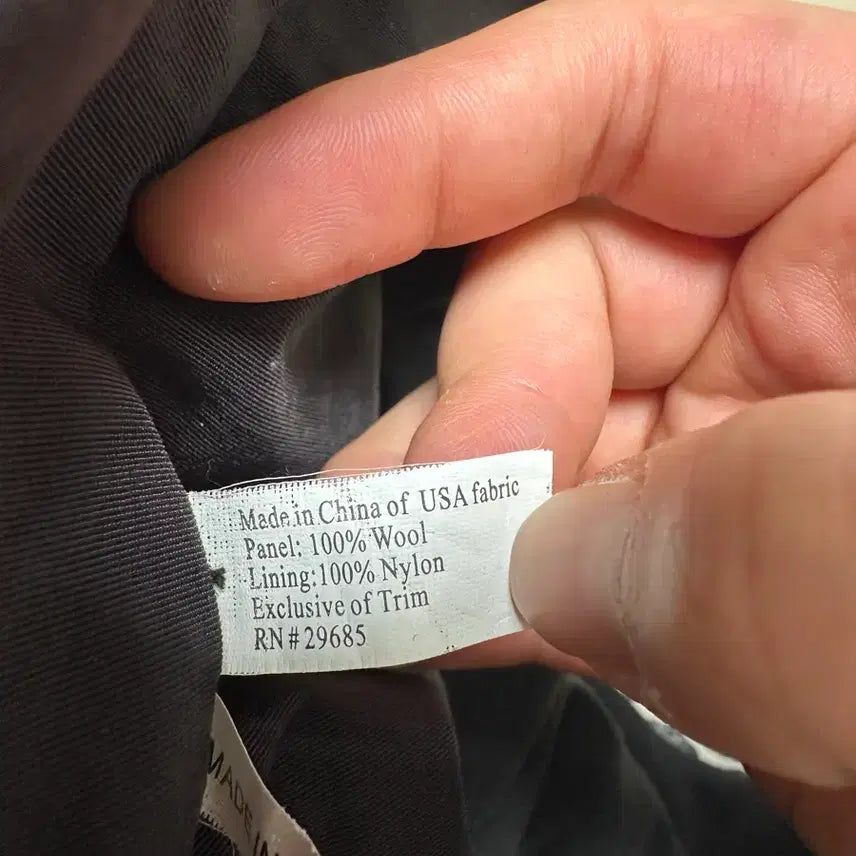 Made in China of USA fabric
Panel: 100% Wool
Lining:100% Nylon
Exclusive of Trim
RN#29685
MADE IN